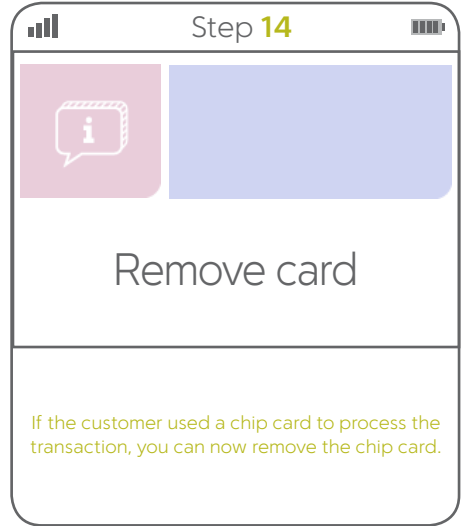 Step 14
i
Remove card
If the customer used a chip card to process the
transaction, you can now remove the chip card.